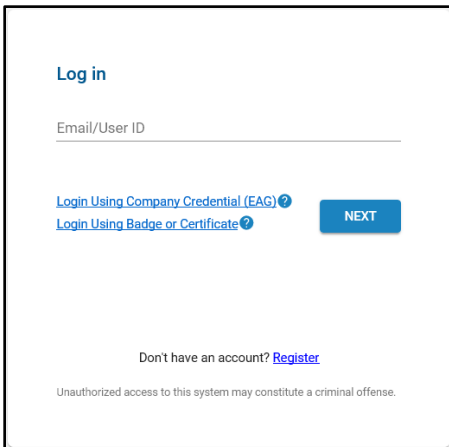 Log in
Email/User ID
Login Using Company Credential (EAG) ?
Login Using Badge or Certificate ?
NEXT
Don't have an account? Register
Unauthorized access to this system may constitute a criminal offense.